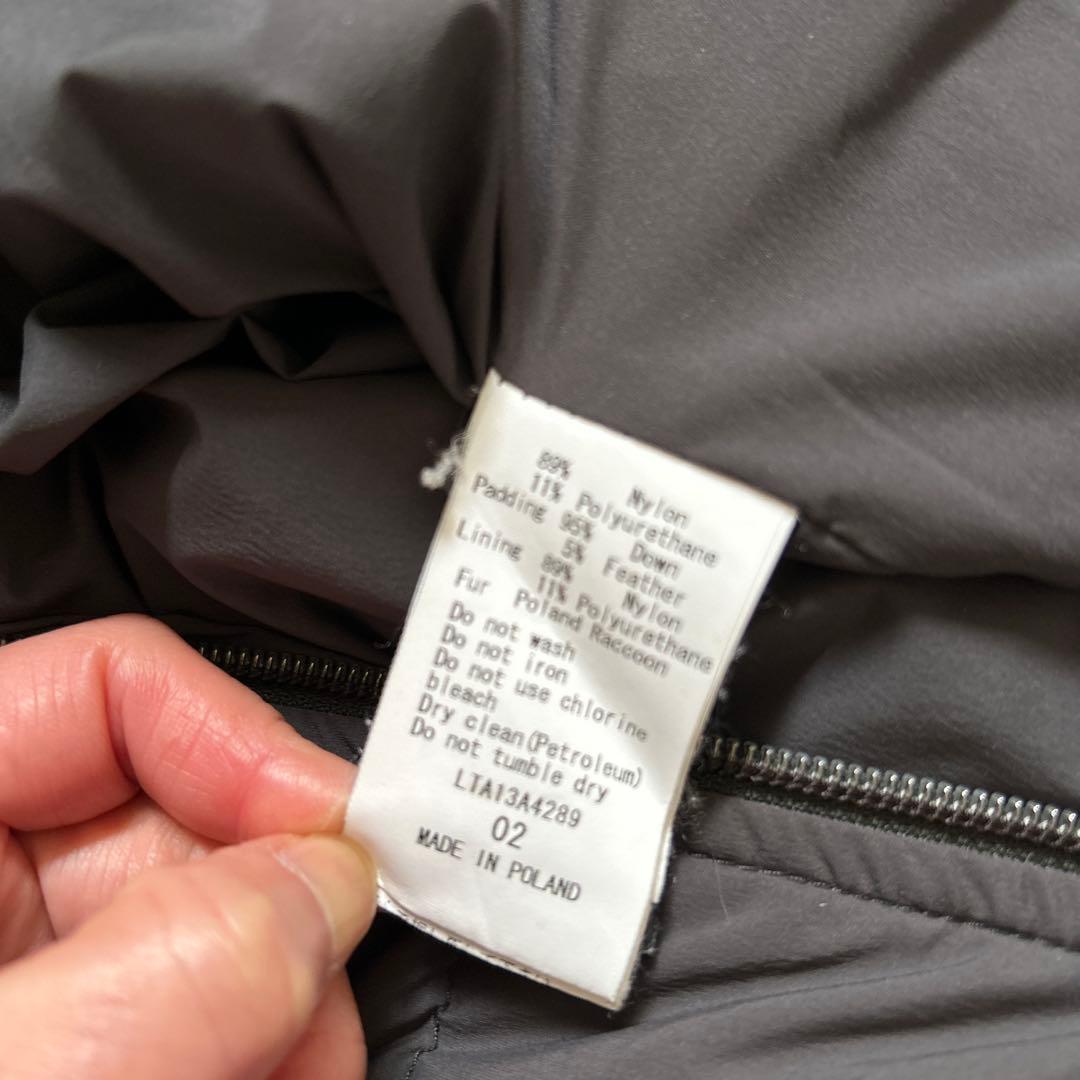 89% Nylon
11% Polyurethane
Padding 95% Down
5% Feather
Lining 89% Nylon
11% Polyurethane
Fur Poland Raccoon
Do not wash
Do not iron
Do not use chlorine
bleach
Dry clean(Petroleum)
Do not tumble dry
LTA13A4289
02
MADE IN POLAND